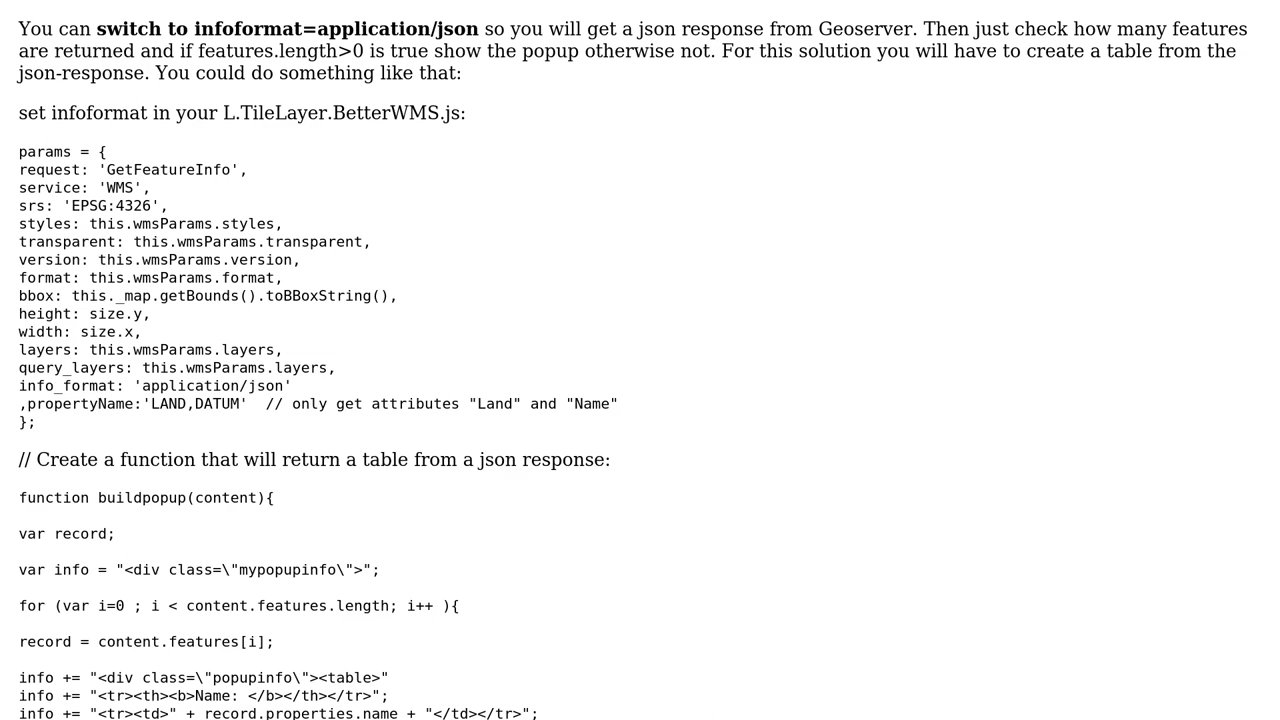 You can switch to infoformat=application/json so you will get a json response from Geoserver. Then just check how many features
are returned and if features.length>0 is true show the popup otherwise not. For this solution you will have to create a table from the
json-response. You could do something like that:
set infoformat in your L.TileLayer.BetterWMS.js:
params = {
request: 'GetFeatureInfo',
service: 'WMS',
srs: 'EPSG:4326',
styles: this.wmsParams.styles,
transparent: this.wmsParams.transparent,
version: this.wmsParams.version,
format: this.wmsParams.format,
bbox: this._map.getBounds().toBBoxString(),
height: size.y,
width: size.x,
layers: this.wmsParams.layers,
query_layers: this.wmsParams.layers,
info_format: 'application/json'
,propertyName:'LAND,DATUM'  // only get attributes "Land" and "Name"
};
// Create a function that will return a table from a json response:
function buildpopup(content){
var record;
var info = "<div class=\"mypopupinfo\">";
for (var i=0 ; i < content.features.length; i++ ){
record = content.features[i];
info += "<div class=\"popupinfo\"><table>"
info += "<tr><th><b>Name: </b></th></tr>";
info += "<tr><td>" + record.properties.name + "</td></tr>";